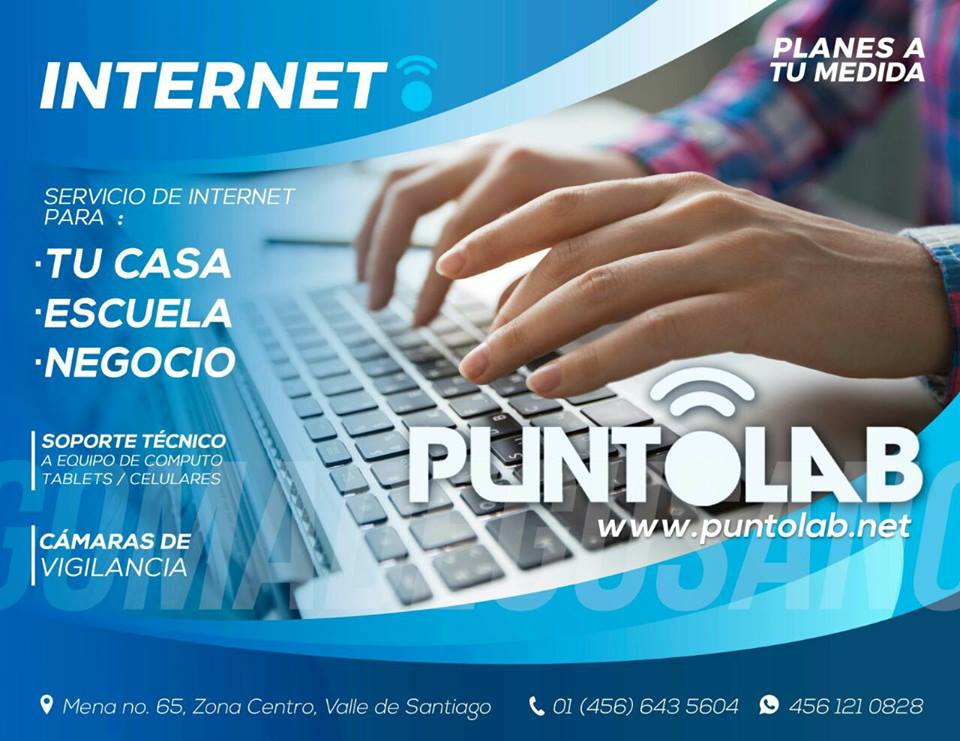 INTERNET
PLANES A
TU MEDIDA
SERVICIO DE INTERNET
PARA :
·TU CASA
·ESCUELA
·NEGOCIO
SOPORTE TÉCNICO
A EQUIPO DE COMPUTO
TABLETS / CELULARES
PUNTOLAB
www.puntolab.net
CÁMARAS DE
VIGILANCIA
Mena no. 65, Zona Centro, Valle de Santiago
01 (456) 643 5604
456 121 0828